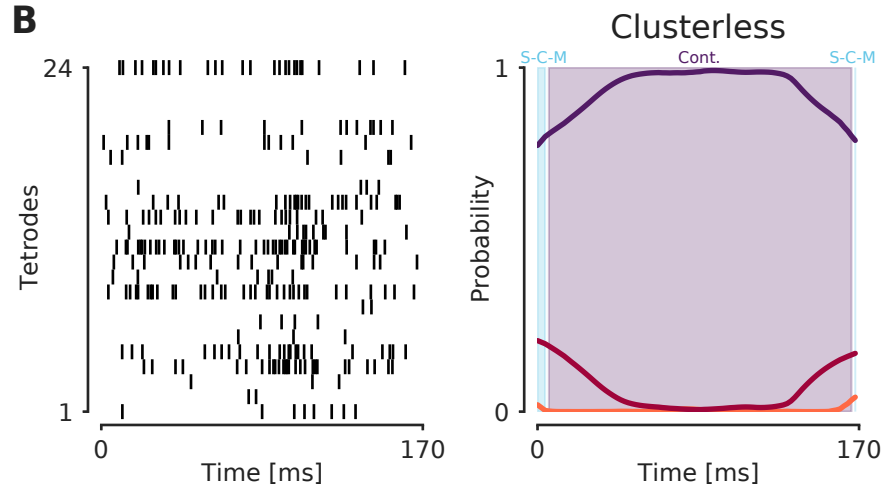 B
24
1
Tetrodes
0
170
Time [ms]
Clusterless
S-C-M
Cont.
S-C-M
1
0
Probability
0
170
Time [ms]